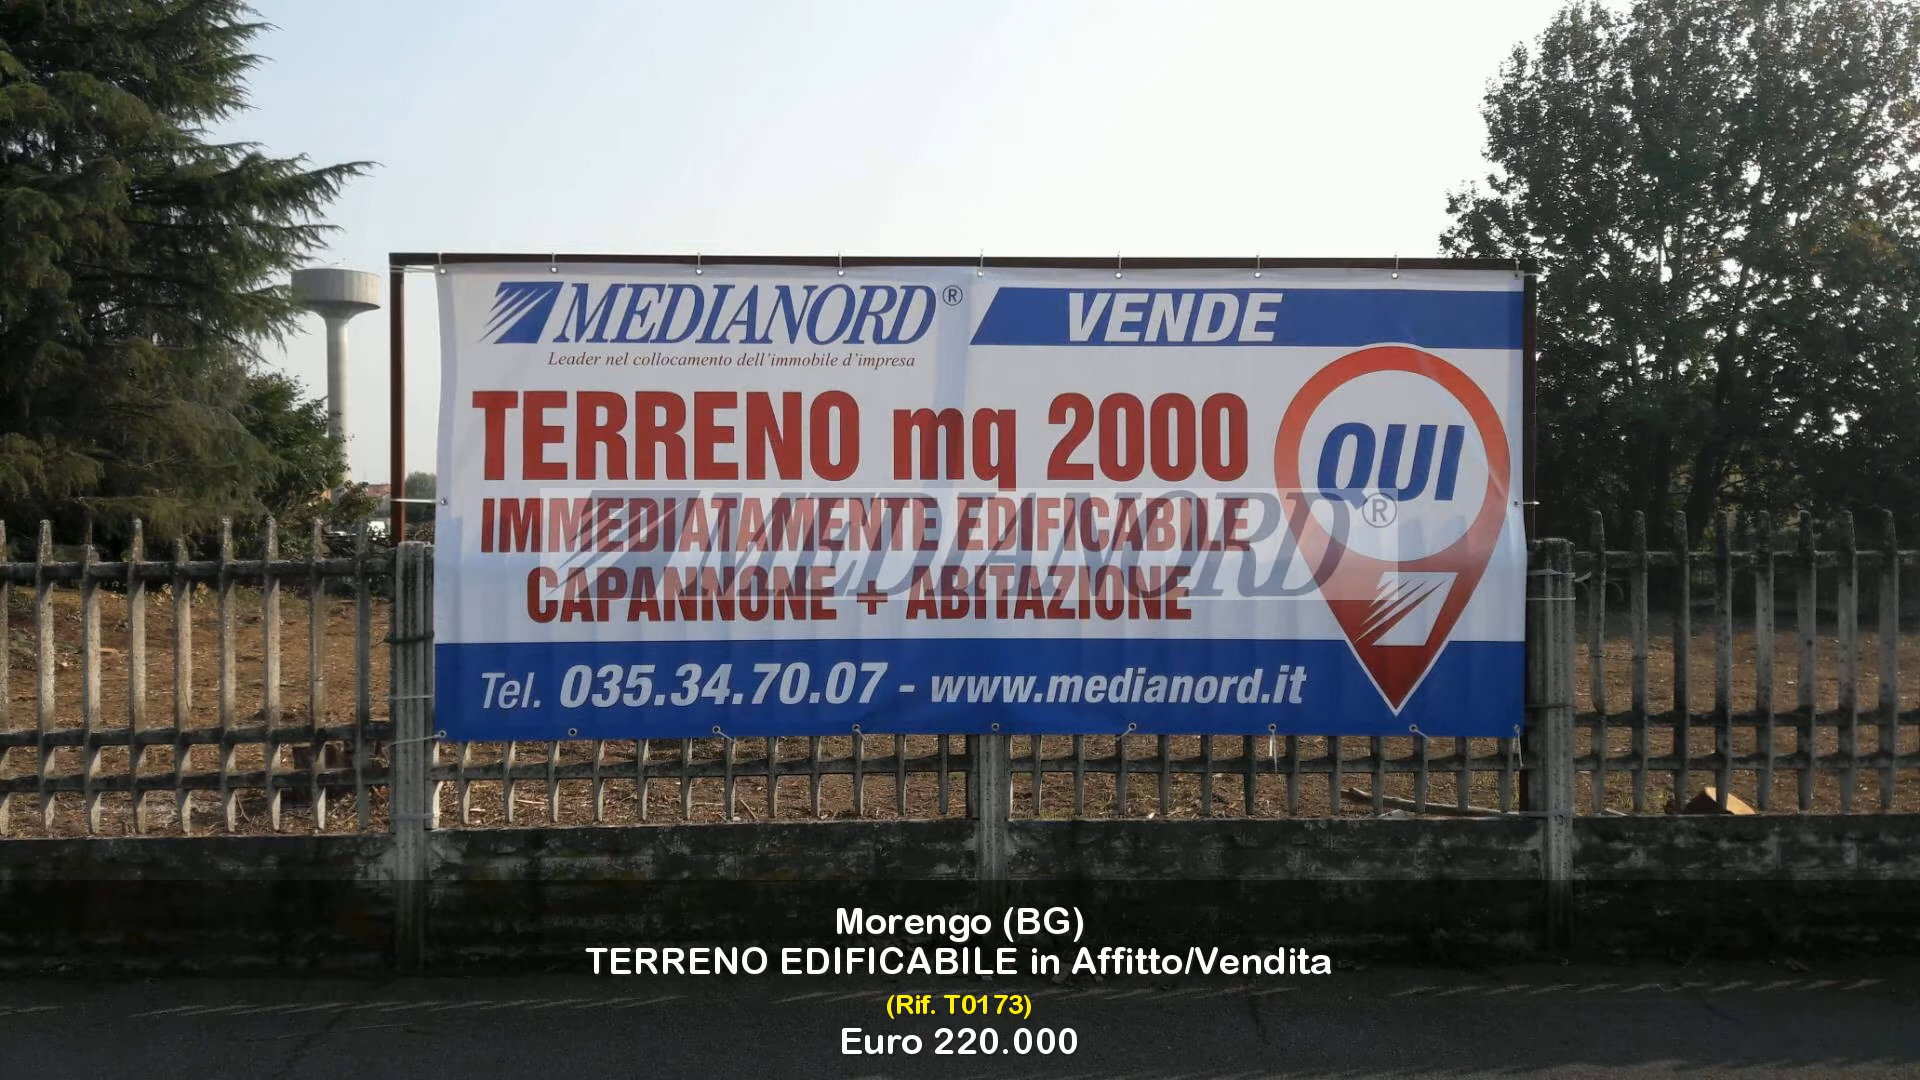 MEDIANORD®
Leader nel collocamento dell'immobile d'impresa
VENDE
TERRENO mq 2000
QUI
IMMEDIATAMENTE EDIFICABILE
MEDIANORD®
CAPANNONE + ABITAZIONE
Tel. 035.34.70.07 - www.medianord.it
Morengo (BG)
TERRENO EDIFICABILE in Affitto/Vendita
(Rif. T0173)
Euro 220.000